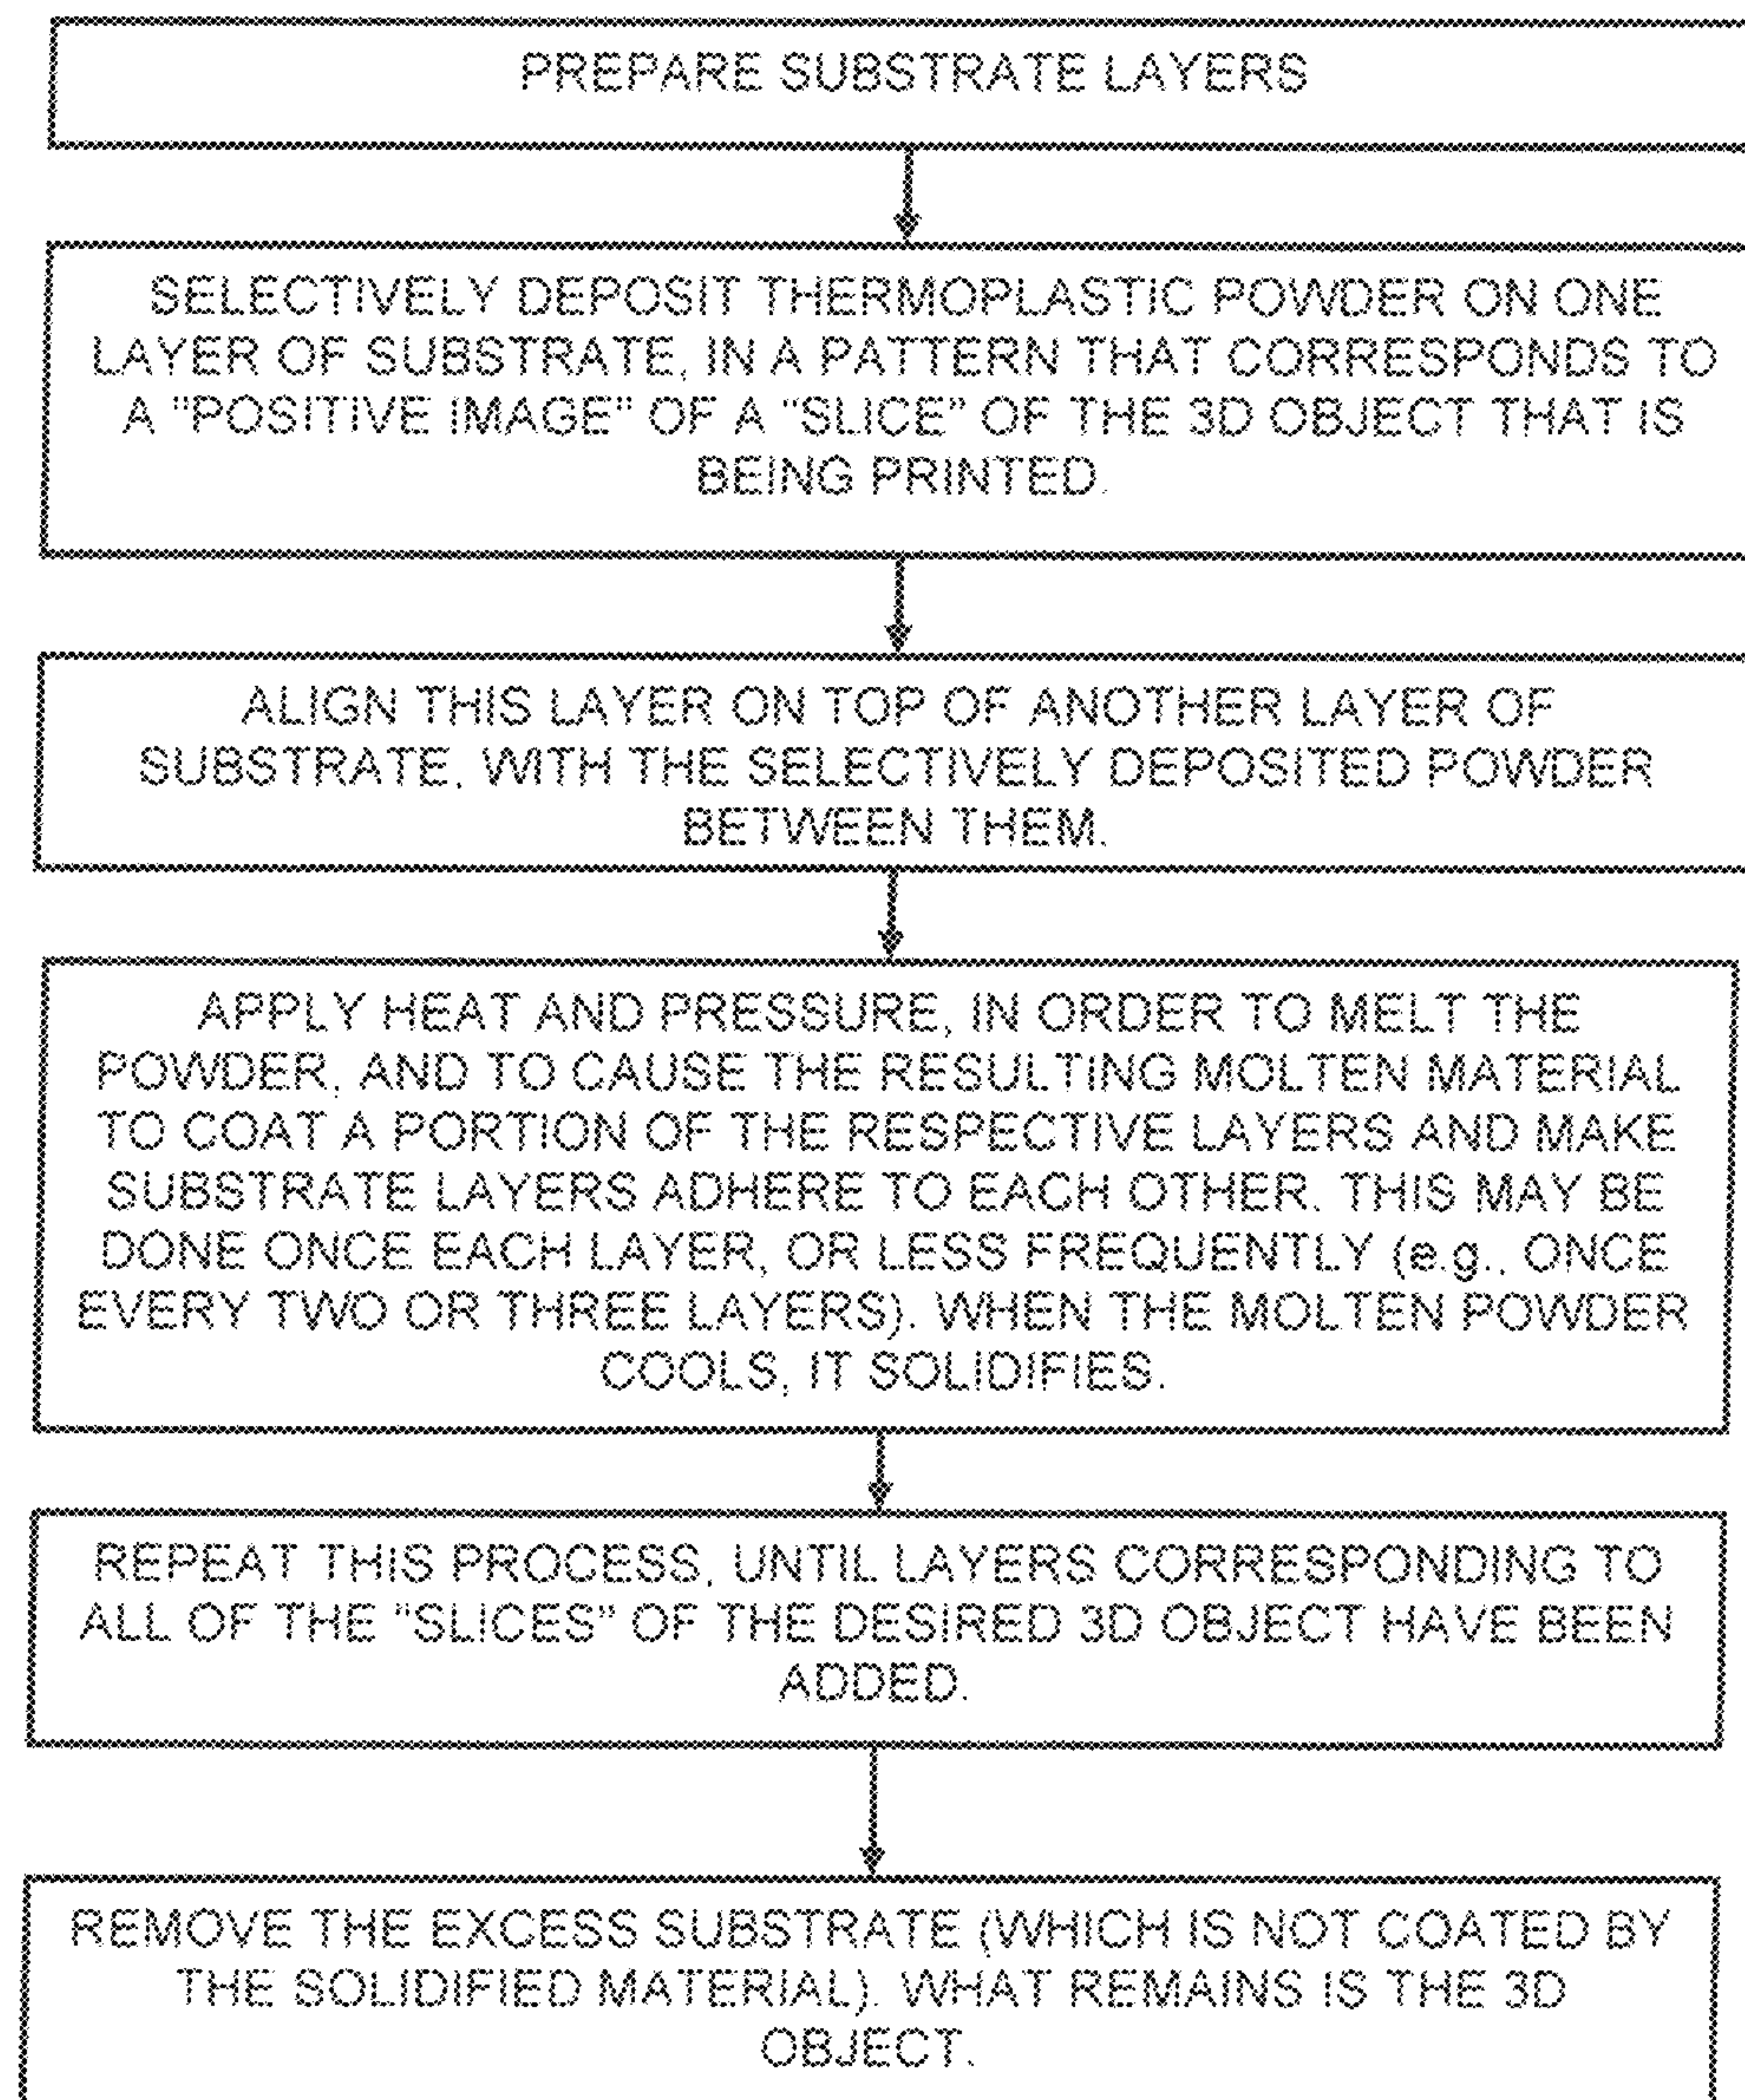 PREPARE SUBSTRATE LAYERS
SELECTIVELY DEPOSIT THERMOPLASTIC POWDER ON ONE
LAYER OF SUBSTRATE, IN A PATTERN THAT CORRESPONDS TO
A "POSITIVE IMAGE" OF A "SLICE" OF THE 3D OBJECT THAT IS
BEING PRINTED.
ALIGN THIS LAYER ON TOP OF ANOTHER LAYER OF
SUBSTRATE, WITH THE SELECTIVELY DEPOSITED POWDER
BETWEEN THEM.
APPLY HEAT AND PRESSURE, IN ORDER TO MELT THE
POWDER, AND TO CAUSE THE RESULTING MOLTEN MATERIAL
TO COAT A PORTION OF THE RESPECTIVE LAYERS AND MAKE
SUBSTRATE LAYERS ADHERE TO EACH OTHER. THIS MAY BE
DONE ONCE EACH LAYER, OR LESS FREQUENTLY (e.g., ONCE
EVERY TWO OR THREE LAYERS). WHEN THE MOLTEN POWDER
COOLS, IT SOLIDIFIES.
REPEAT THIS PROCESS, UNTIL LAYERS CORRESPONDING TO
ALL OF THE "SLICES" OF THE DESIRED 3D OBJECT HAVE BEEN
ADDED.
REMOVE THE EXCESS SUBSTRATE (WHICH IS NOT COATED BY
THE SOLIDIFIED MATERIAL). WHAT REMAINS IS THE 3D
OBJECT.